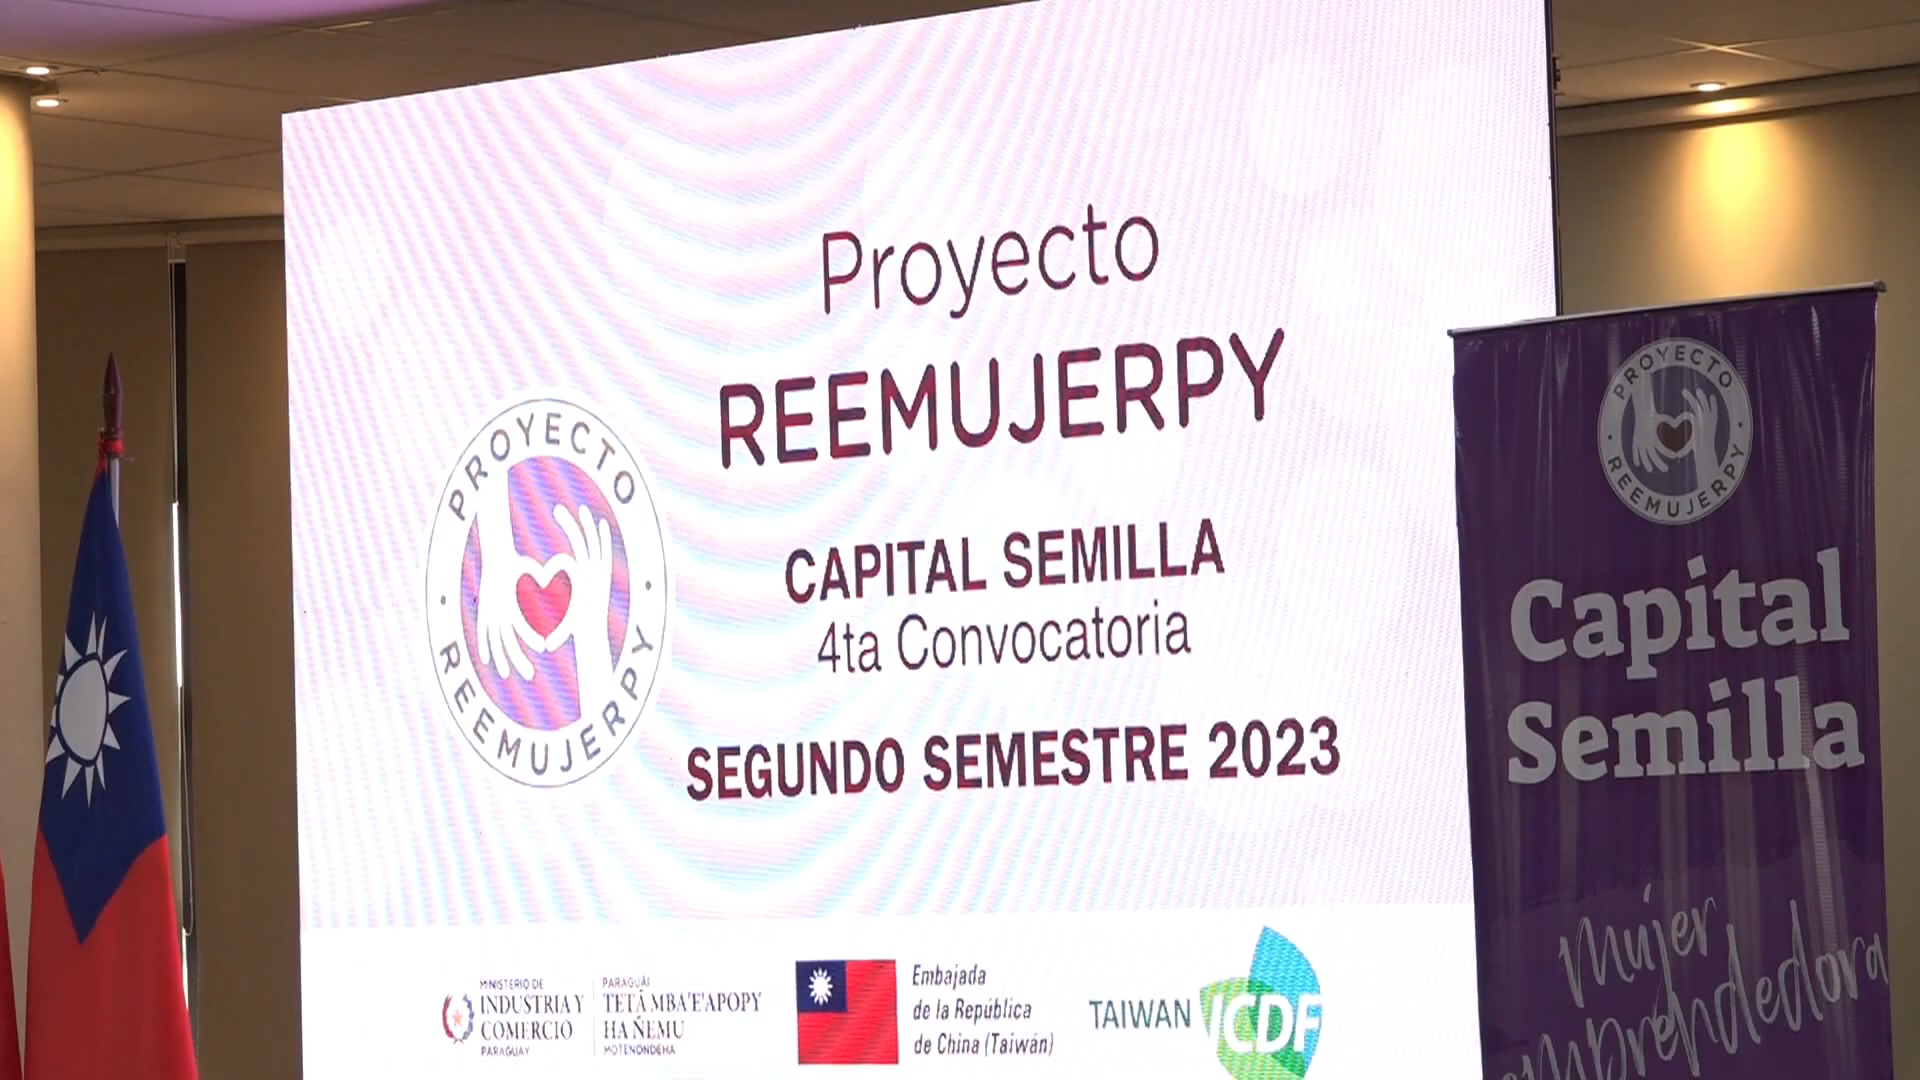 Proyecto
REEMUJERPY
CAPITAL SEMILLA
4ta Convocatoria
SEGUNDO SEMESTRE 2023
PROYECTO
REEMUJERPY
MINISTERIO DE
INDUSTRIA Y
COMERCIO
PARAGUAY
PARAGUÁI
TETÃ MBA'E'APOPY
HA ÑEMU
MOTENONDEHA
Embajada
de la República
de China (Taiwán)
TAIWAN ICDF
PROYECTO
REEMUJERPY
Capital
Semilla
Mujer
emprendedora